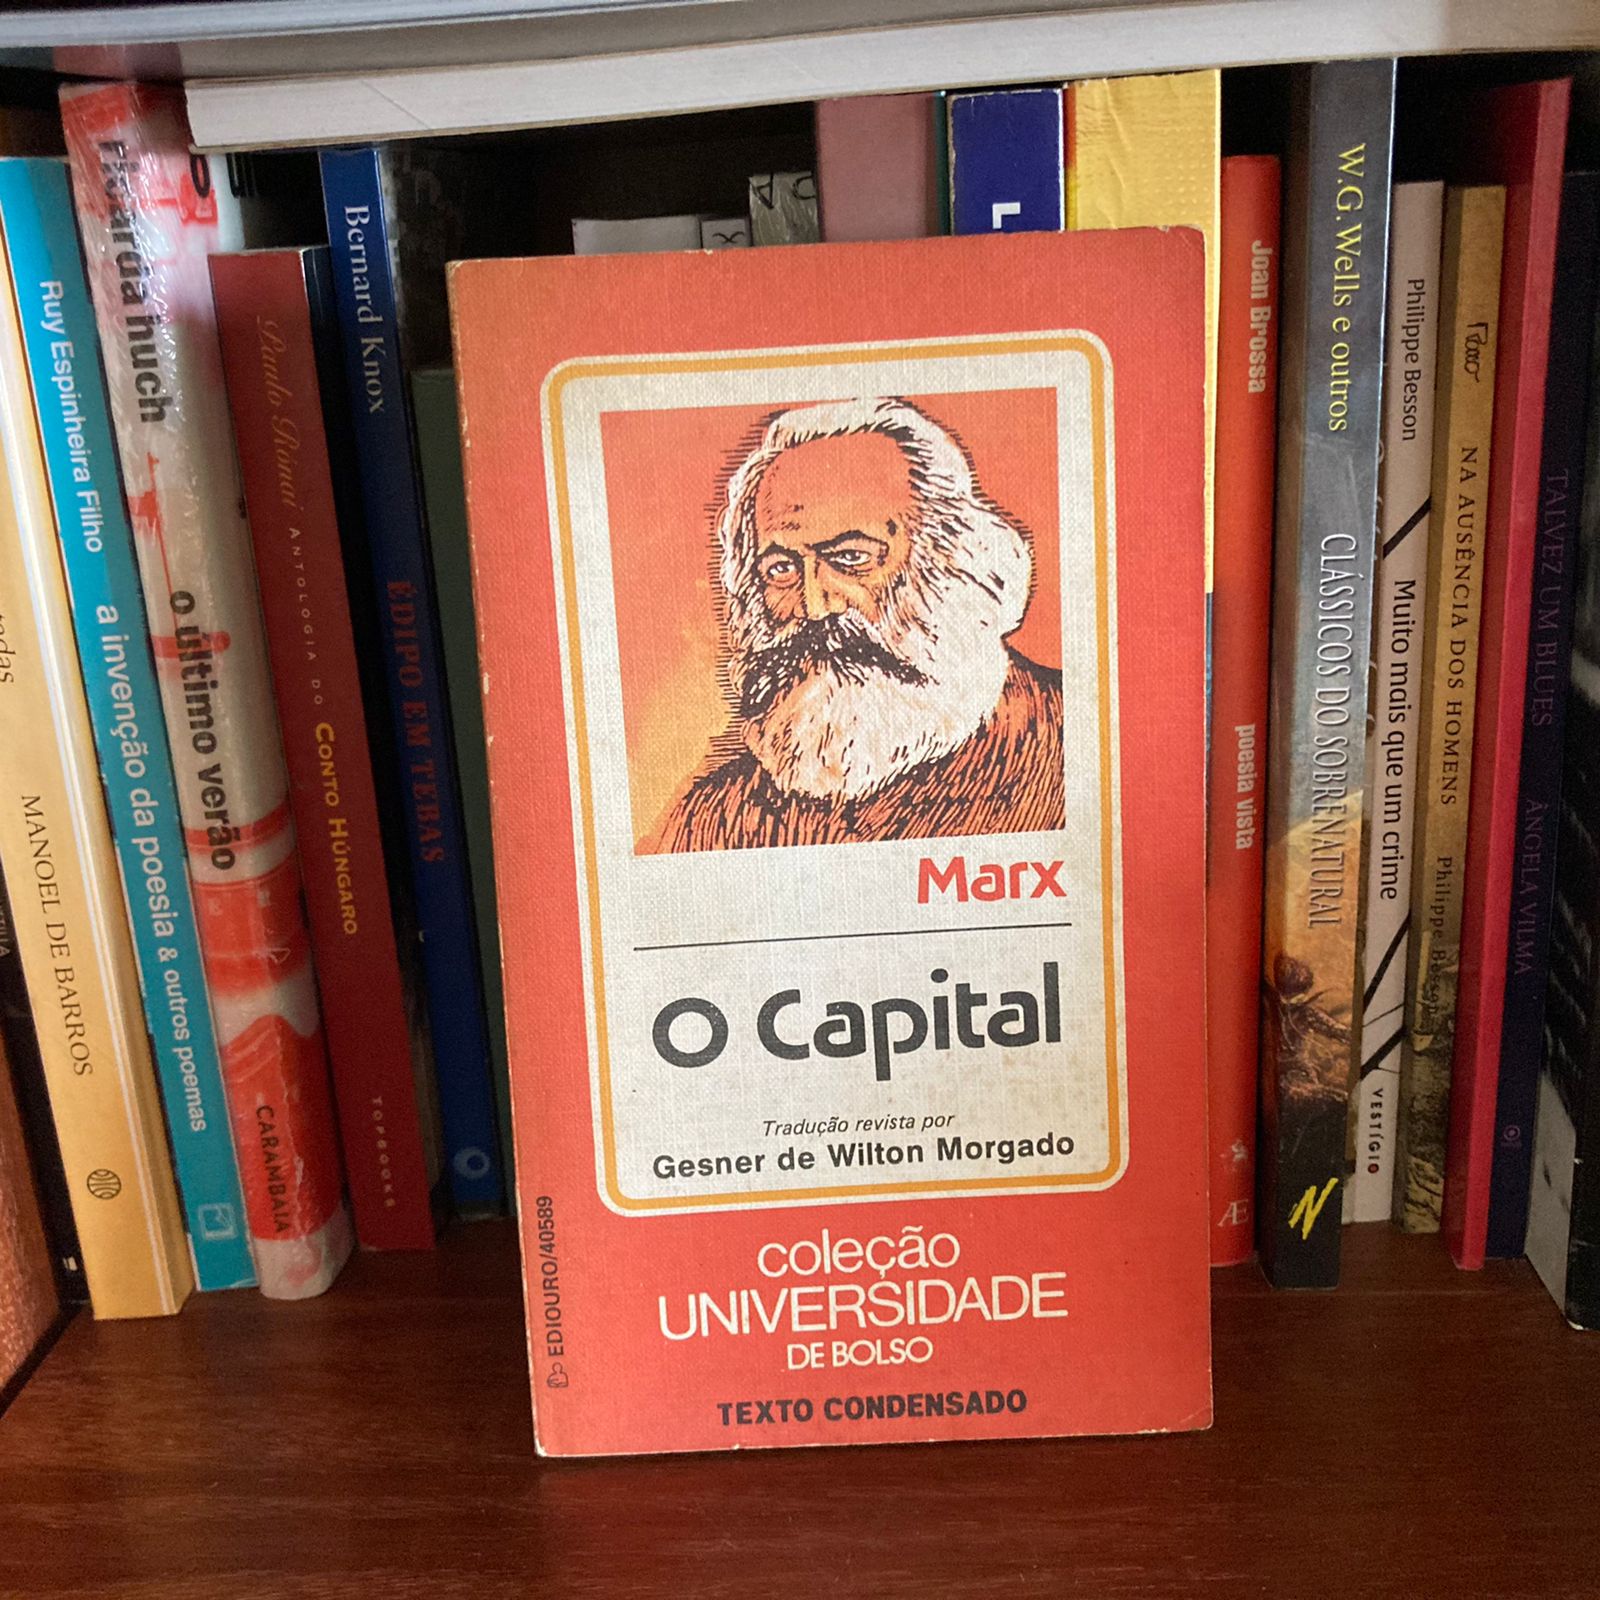 Marx
O Capital
Tradução revista por
Gesner de Wilton Morgado
EDIOURO/40589
coleção
UNIVERSIDADE
DE BOLSO
TEXTO CONDENSADO
MANOEL DE BARROS
Ruy Espinheira Filho a invenção da poesia & outros poemas
ricarda huch o último verão CARAMBAIA
Paulo Rónai ANTOLOGIA DO CONTO HÚNGARO TOPBOOKS
Bernard Knox ÉDIPO EM TEBAS
X
L
Joan Brossa poesia vista Æ
W.G. Wells e outros CLÁSSICOS DO SOBRENATURAL
Philippe Besson Muito mais que um crime VESTÍGIO
NA AUSÊNCIA DOS HOMENS Philippe Besson
TALVEZ UM BLUES ÂNGELA VILMA